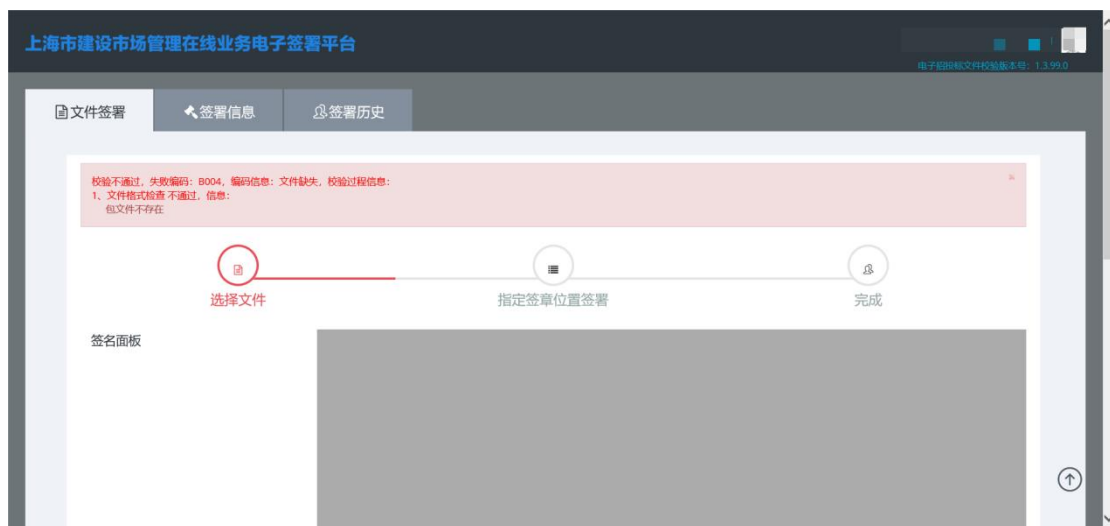 上海市建设市场管理在线业务电子签署平台
电子招投标文件校验版本号：1.3.99.0
文件签署
签署信息
签署历史
校验不通过，失败编码：B004，编码信息：文件缺失，校验过程信息：
1、文件格式检查 不通过，信息：
包文件不存在
选择文件
指定签章位置签署
完成
签名面板